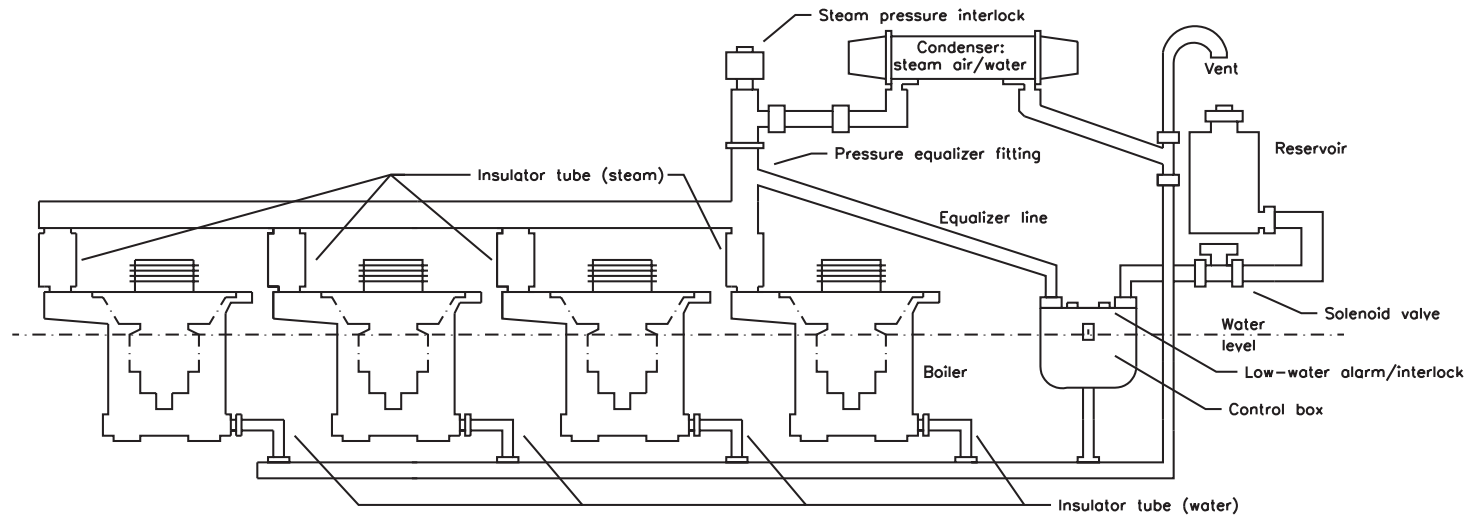 Steam pressure interlock
Condenser:
steam air/water
Vent
Reservoir
Pressure equalizer fitting
Insulator tube (steam)
Equalizer line
Solenoid valve
Water
level
Boiler
Low-water alarm/interlock
Control box
Insulator tube (water)